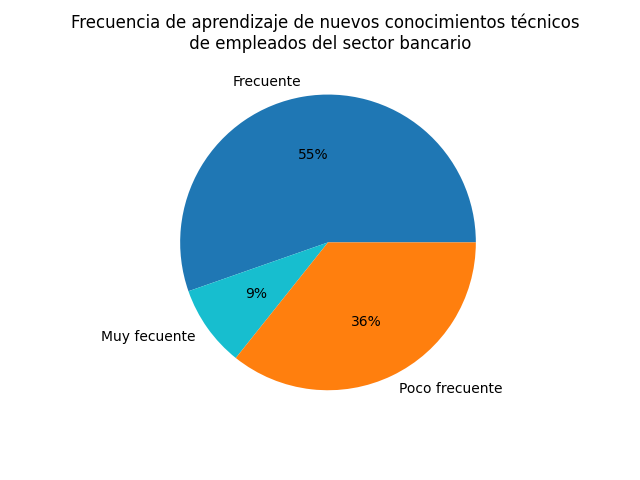 Frecuencia de aprendizaje de nuevos conocimientos técnicos
de empleados del sector bancario
Frecuente
55%
9%
36%
Muy fecuente
Poco frecuente